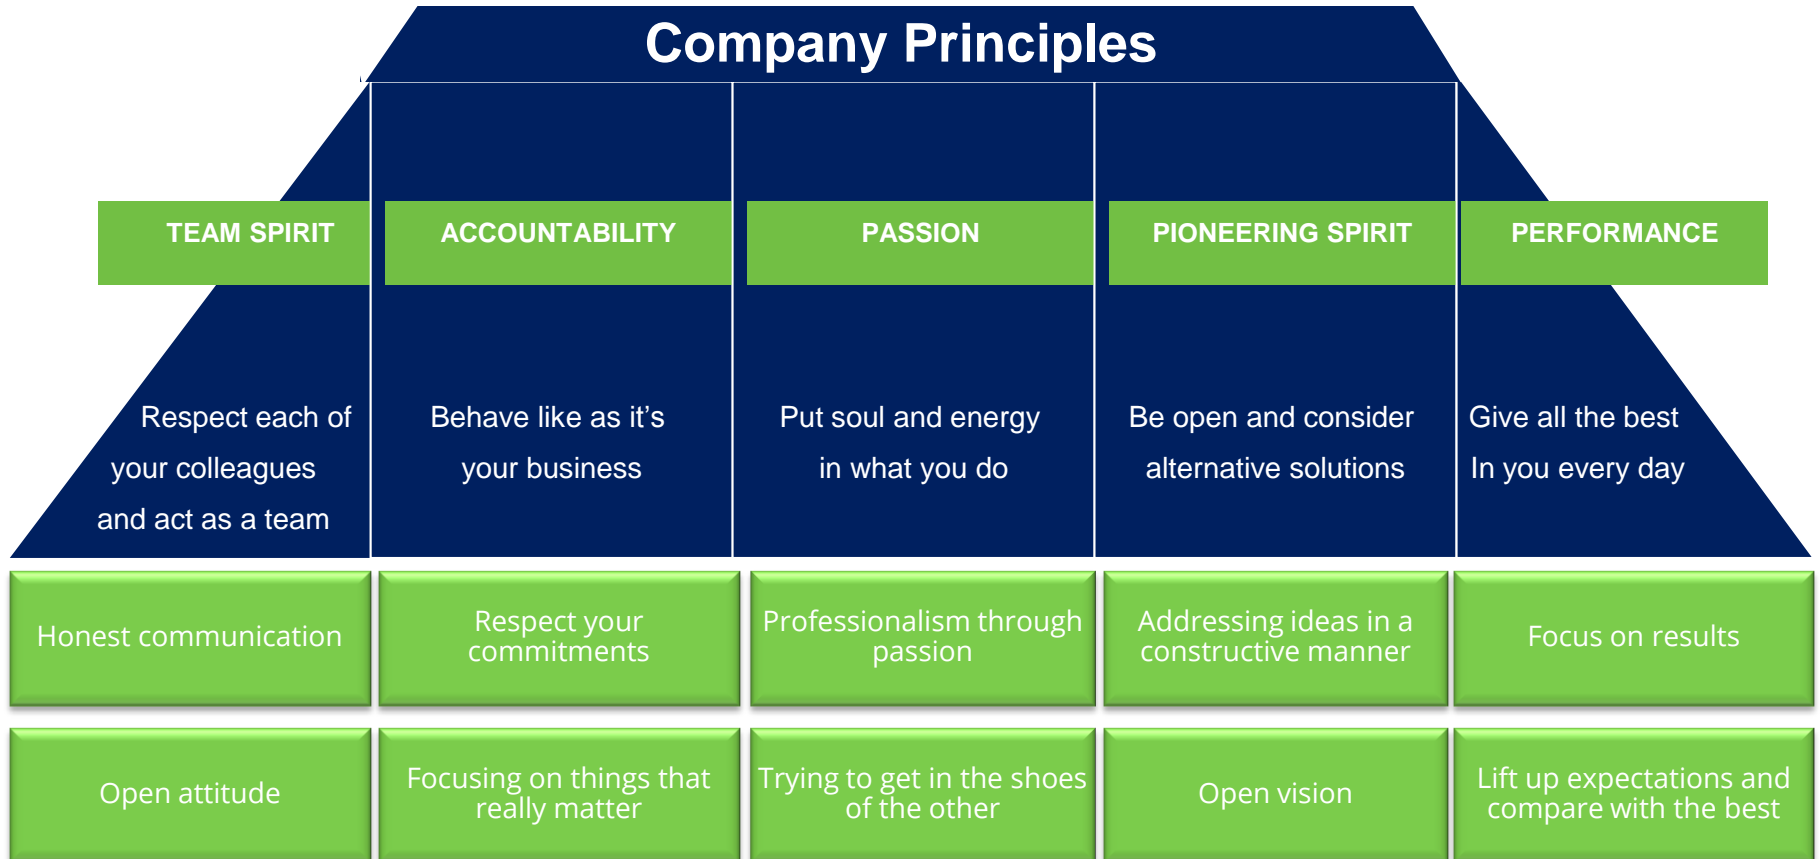 Company Principles
TEAM SPIRIT
ACCOUNTABILITY
PASSION
PIONEERING SPIRIT
PERFORMANCE
Respect each of
your colleagues
and act as a team
Behave like as it’s
your business
Put soul and energy
in what you do
Be open and consider
alternative solutions
Give all the best
In you every day
Honest communication
Respect your
commitments
Professionalism through
passion
Addressing ideas in a
constructive manner
Focus on results
Open attitude
Focusing on things that
really matter
Trying to get in the shoes
of the other
Open vision
Lift up expectations and
compare with the best